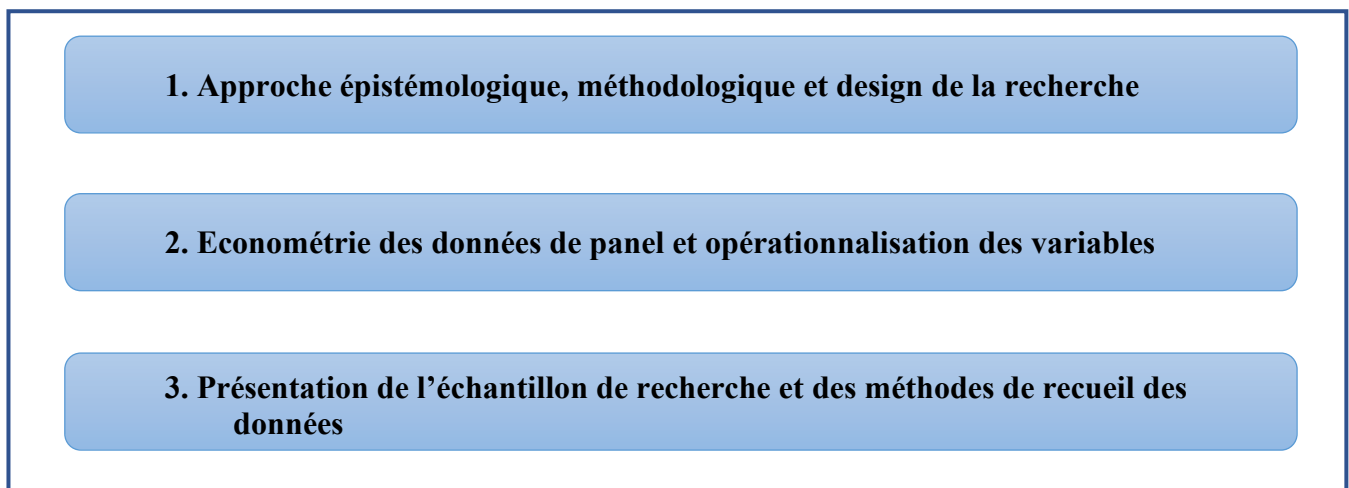 1. Approche épistémologique, méthodologique et design de la recherche
2. Econométrie des données de panel et opérationnalisation des variables
3. Présentation de l’échantillon de recherche et des méthodes de recueil des
données